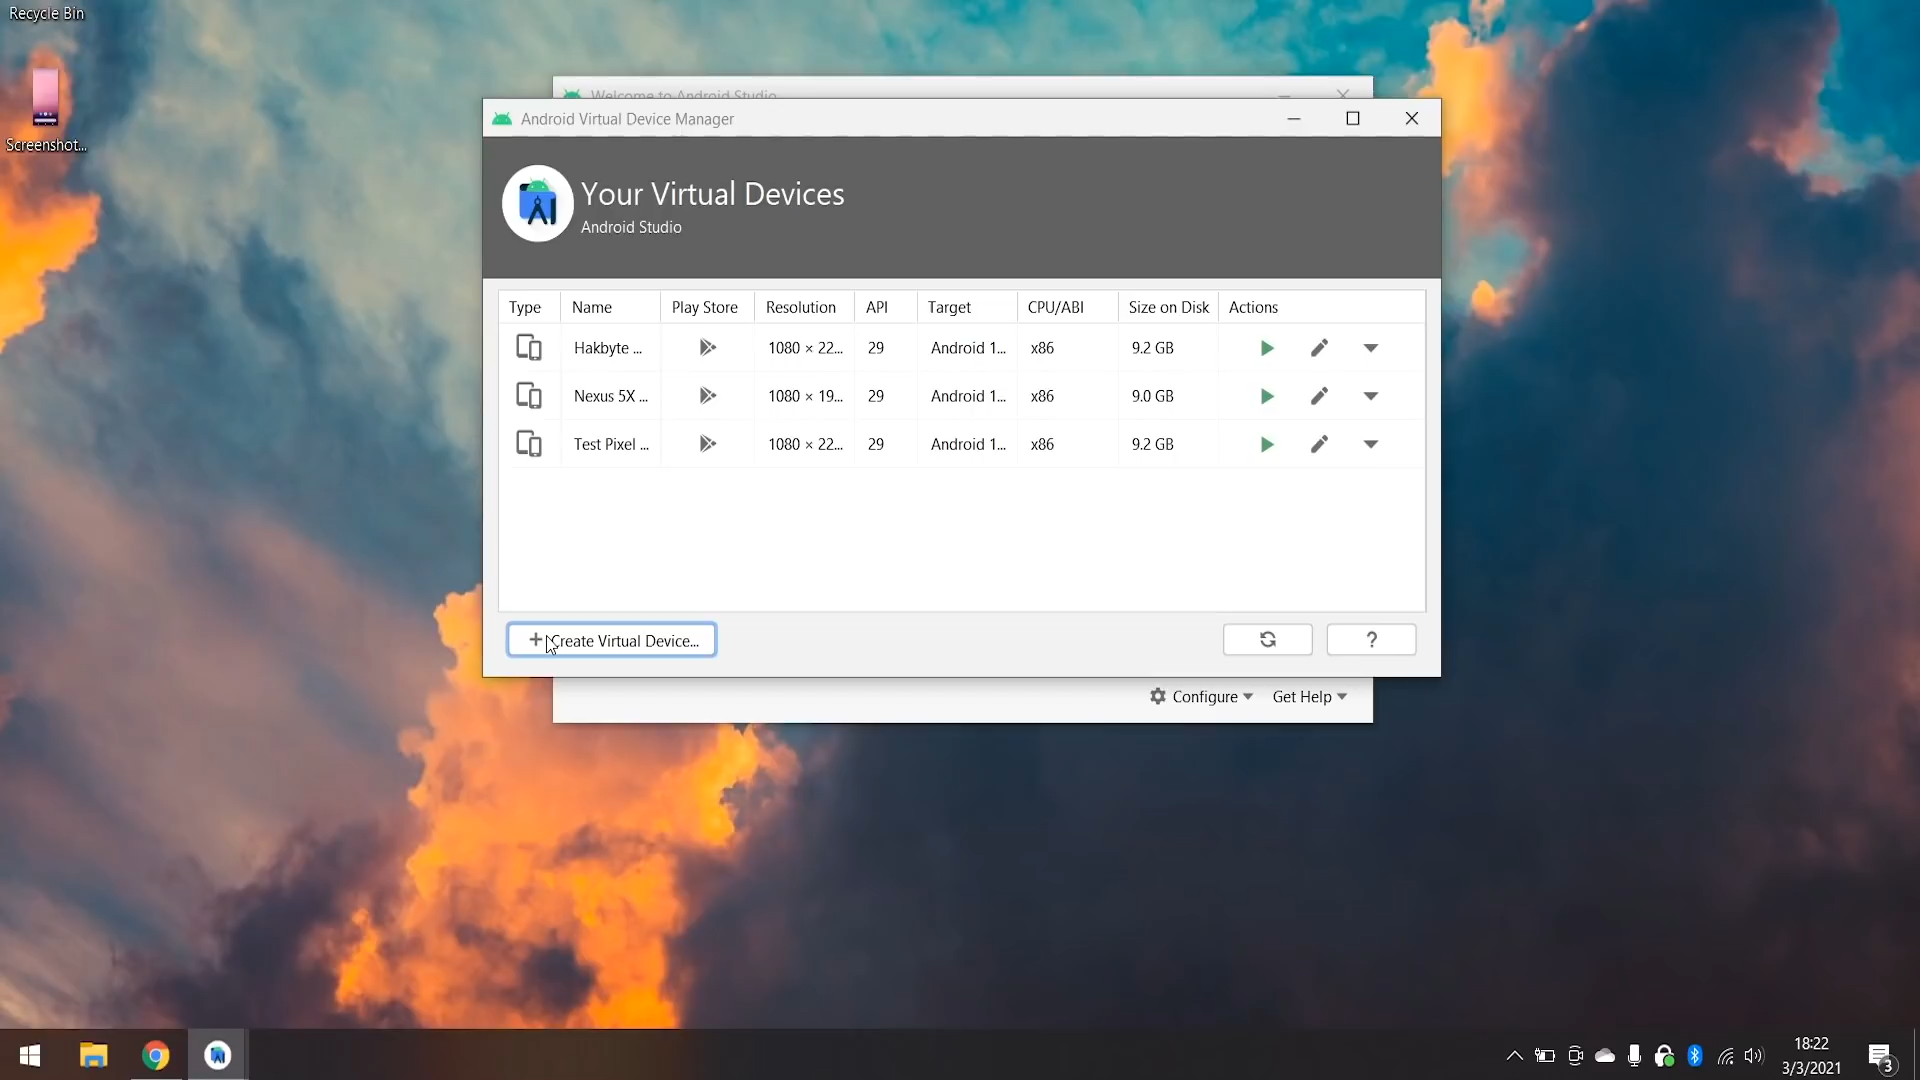 Recycle Bin
Screenshot...
Welcome to Android Studio
Android Virtual Device Manager
Your Virtual Devices
Android Studio
Type Name Play Store Resolution API Target CPU/ABI Size on Disk Actions
Hakbyte ... 1080 × 22... 29 Android 1... x86 9.2 GB
Nexus 5X ... 1080 × 19... 29 Android 1... x86 9.0 GB
Test Pixel ... 1080 × 22... 29 Android 1... x86 9.2 GB
+ Create Virtual Device... ?
Configure Get Help
18:22
3/3/2021
3